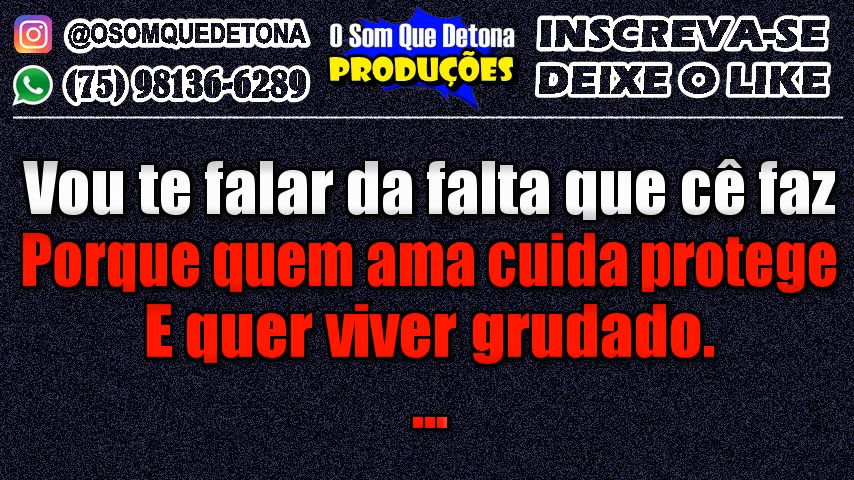 @OSOMQUEDETONA
(75) 98136-6289
O Som Que Detona
PRODUÇÕES
INSCREVA-SE
DEIXE O LIKE
Vou te falar da falta que cê faz
Porque quem ama cuida protege
E quer viver grudado.
...